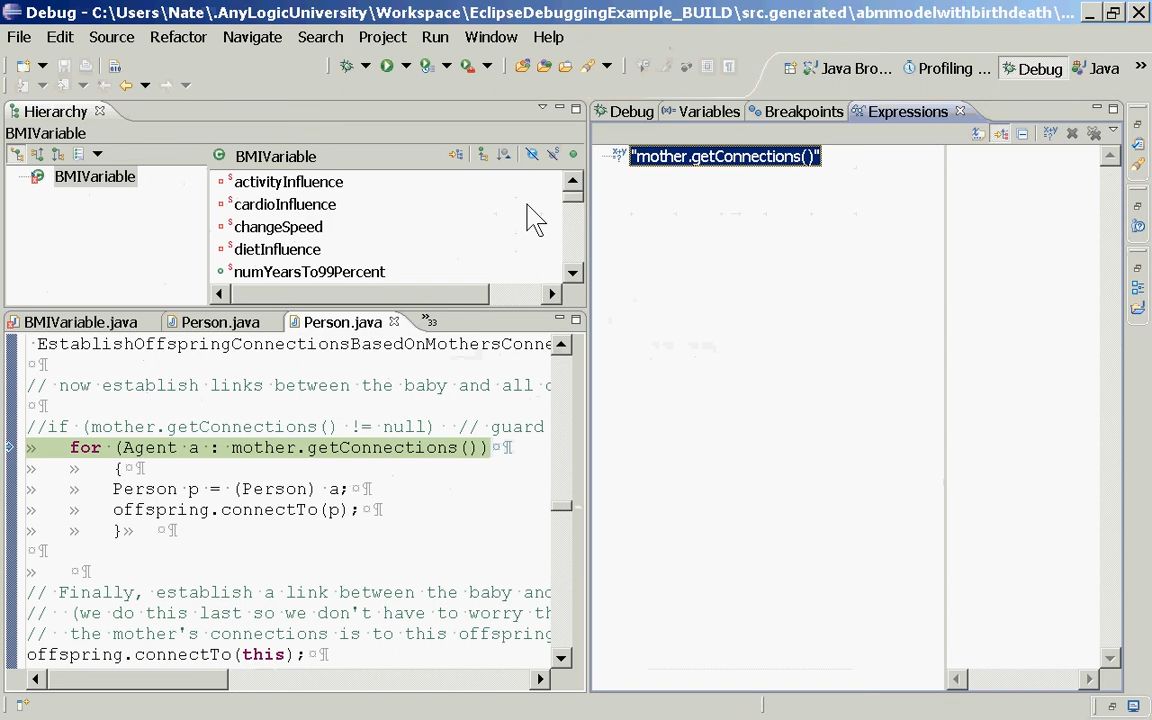 Debug - C:\Users\Nate\.AnyLogicUniversity\Workspace\EclipseDebuggingExample_BUILD\src.generated\abmmodelwithbirthdeath\...
File Edit Source Refactor Navigate Search Project Run Window Help
Java Bro... Profiling ... Debug Java »
Hierarchy
BMIVariable
BMIVariable
BMIVariable
activityInfluence
cardioInfluence
changeSpeed
dietInfluence
numYearsTo99Percent
Debug Variables Breakpoints Expressions
"mother.getConnections()"
BMIVariable.java Person.java Person.java »33
·EstablishOffspringConnectionsBasedOnMothersConne
¤¶
//·now·establish·links·between·the·baby·and·all·
¤¶
//if·(mother.getConnections()·!=·null)··//·guard
» for·(Agent·a·:·mother.getConnections())¤¶
» » {¤¶
» » Person·p·=·(Person)·a;¤¶
» » offspring.connectTo(p);¤¶
» » }» ¤¶
¤¶
» ¤¶
//·Finally,·establish·a·link·between·the·baby·and
//··(we·do·this·last·so·we·don't·have·to·worry·th
//··the·mother's·connections·is·to·this·offspring
offspring.connectTo(this);¤¶